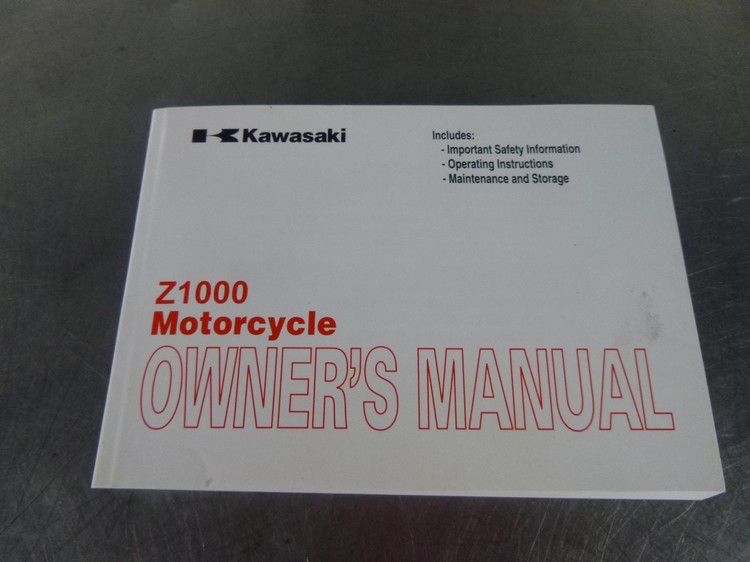 Kawasaki
Includes:
- Important Safety Information
- Operating Instructions
- Maintenance and Storage
Z1000
Motorcycle
OWNER'S MANUAL